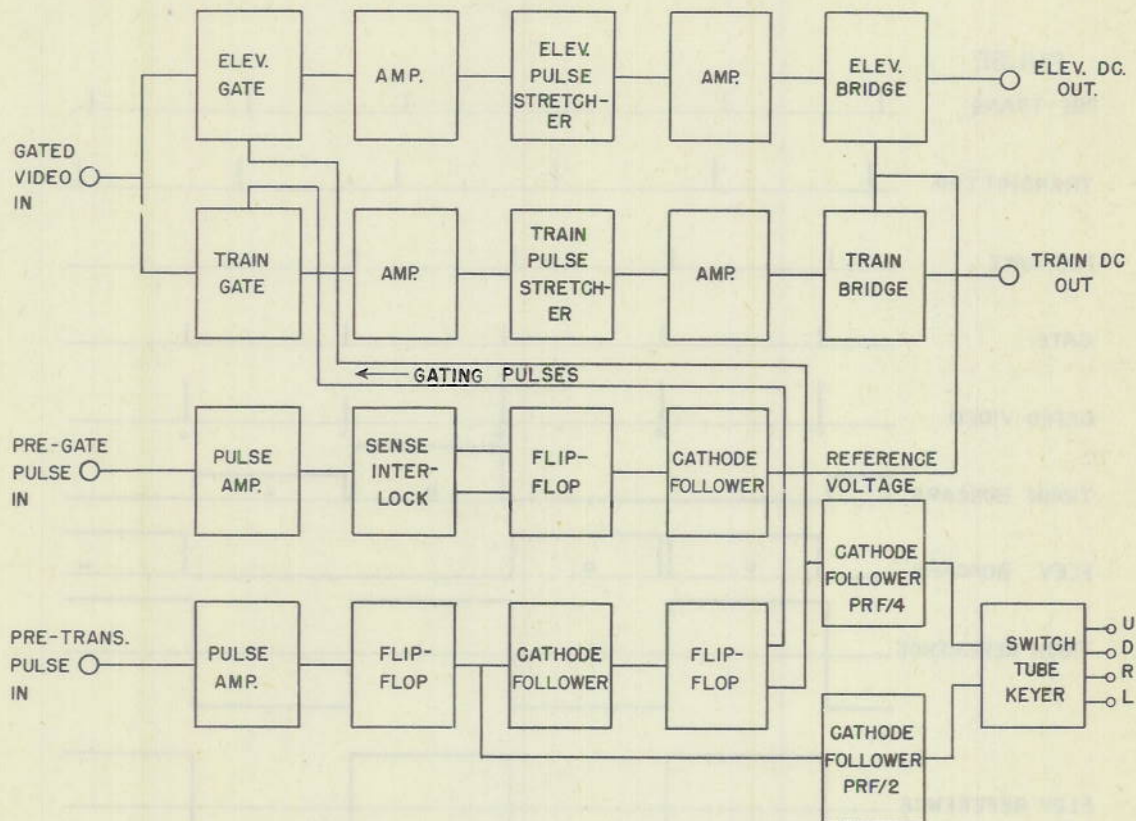 ELEV.
GATE
AMP.
ELEV.
PULSE
STRETCH-
ER
AMP.
ELEV.
BRIDGE
ELEV. DC.
OUT.
GATED
VIDEO
IN
TRAIN
GATE
AMP.
TRAIN
PULSE
STRETCH-
ER
AMP.
TRAIN
BRIDGE
TRAIN DC
OUT
GATING PULSES
PRE-GATE
PULSE
IN
PULSE
AMP.
SENSE
INTER-
LOCK
FLIP-
FLOP
CATHODE
FOLLOWER
REFERENCE
VOLTAGE
CATHODE
FOLLOWER
PRF/4
PRE-TRANS.
PULSE
IN
PULSE
AMP.
FLIP-
FLOP
CATHODE
FOLLOWER
FLIP-
FLOP
SWITCH
TUBE
KEYER
U
D
R
L
CATHODE
FOLLOWER
PRF/2